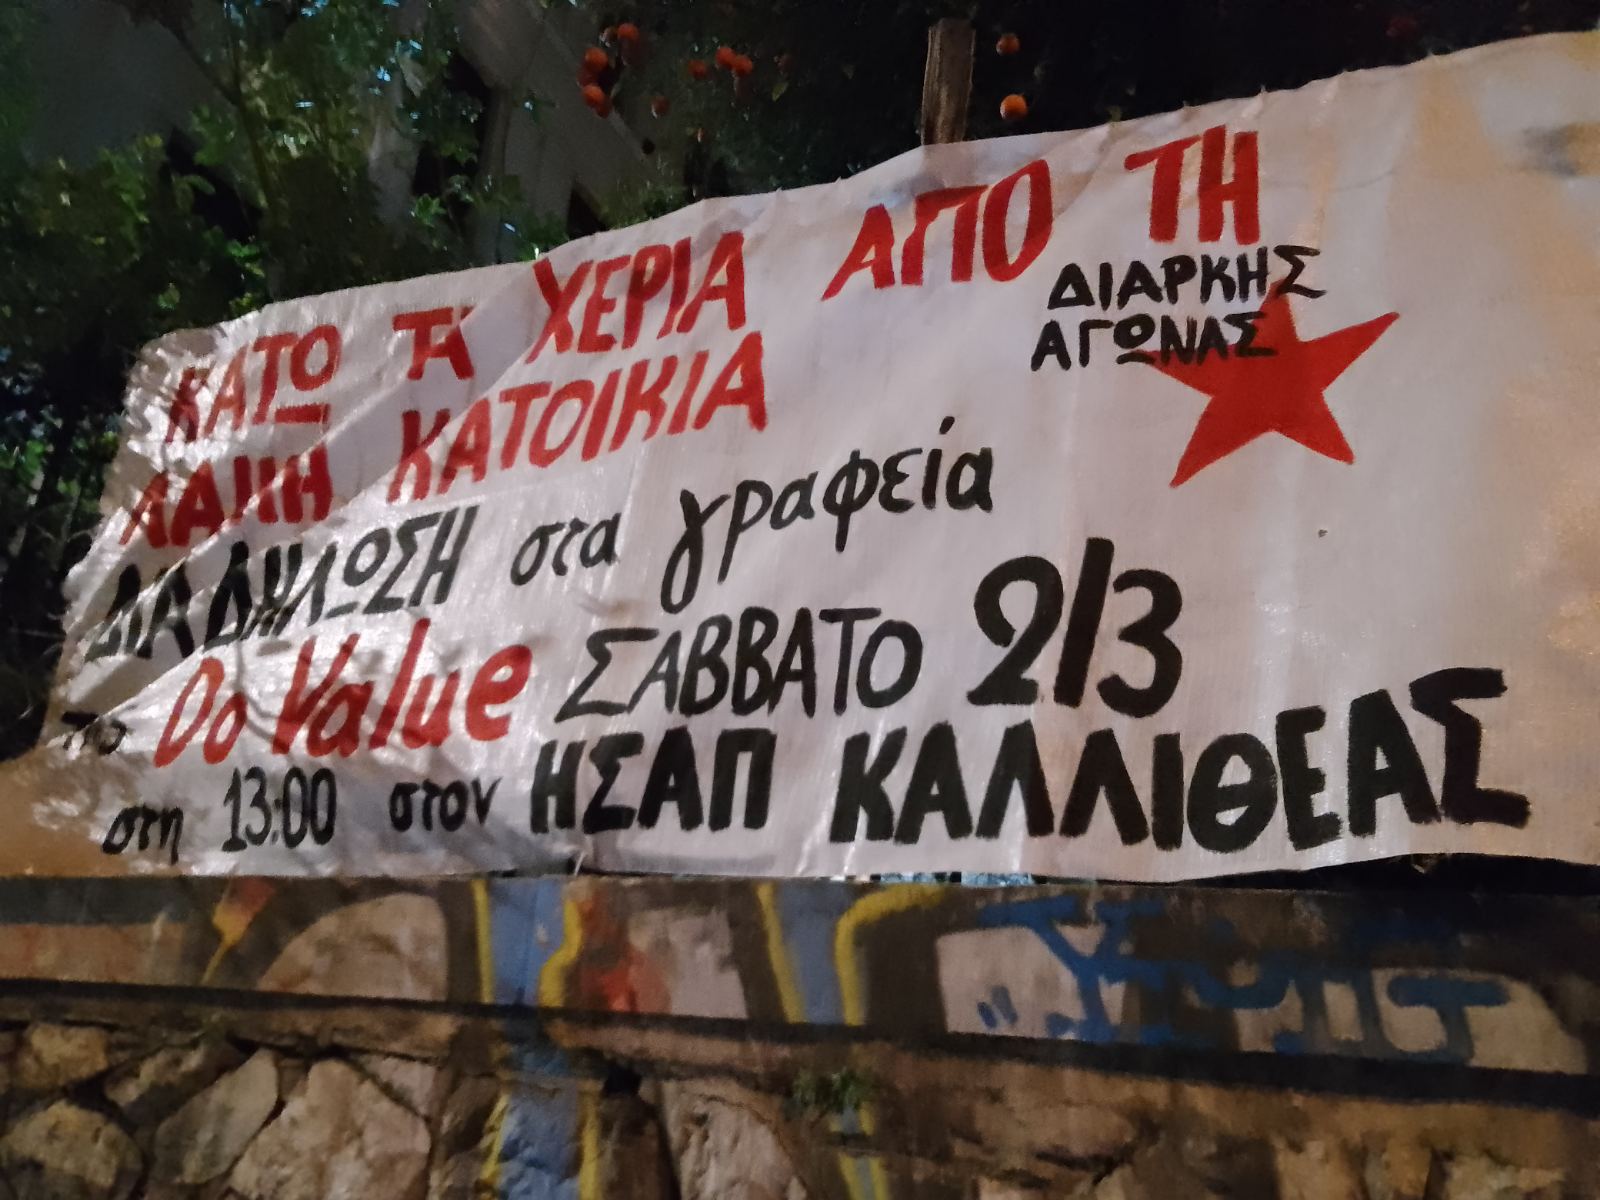 ΚΑΤΩ ΤΑ ΧΕΡΙΑ ΑΠΟ ΤΗ
ΛΑΪΚΗ ΚΑΤΟΙΚΙΑ
ΔΙΑΡΚΗΣ
ΑΓΩΝΑΣ
ΔΙΑΔΗΛΩΣΗ στα γραφεία
της Do Value ΣΑΒΒΑΤΟ 2/3
στη 13:00 στον ΗΣΑΠ ΚΑΛΛΙΘΕΑΣ